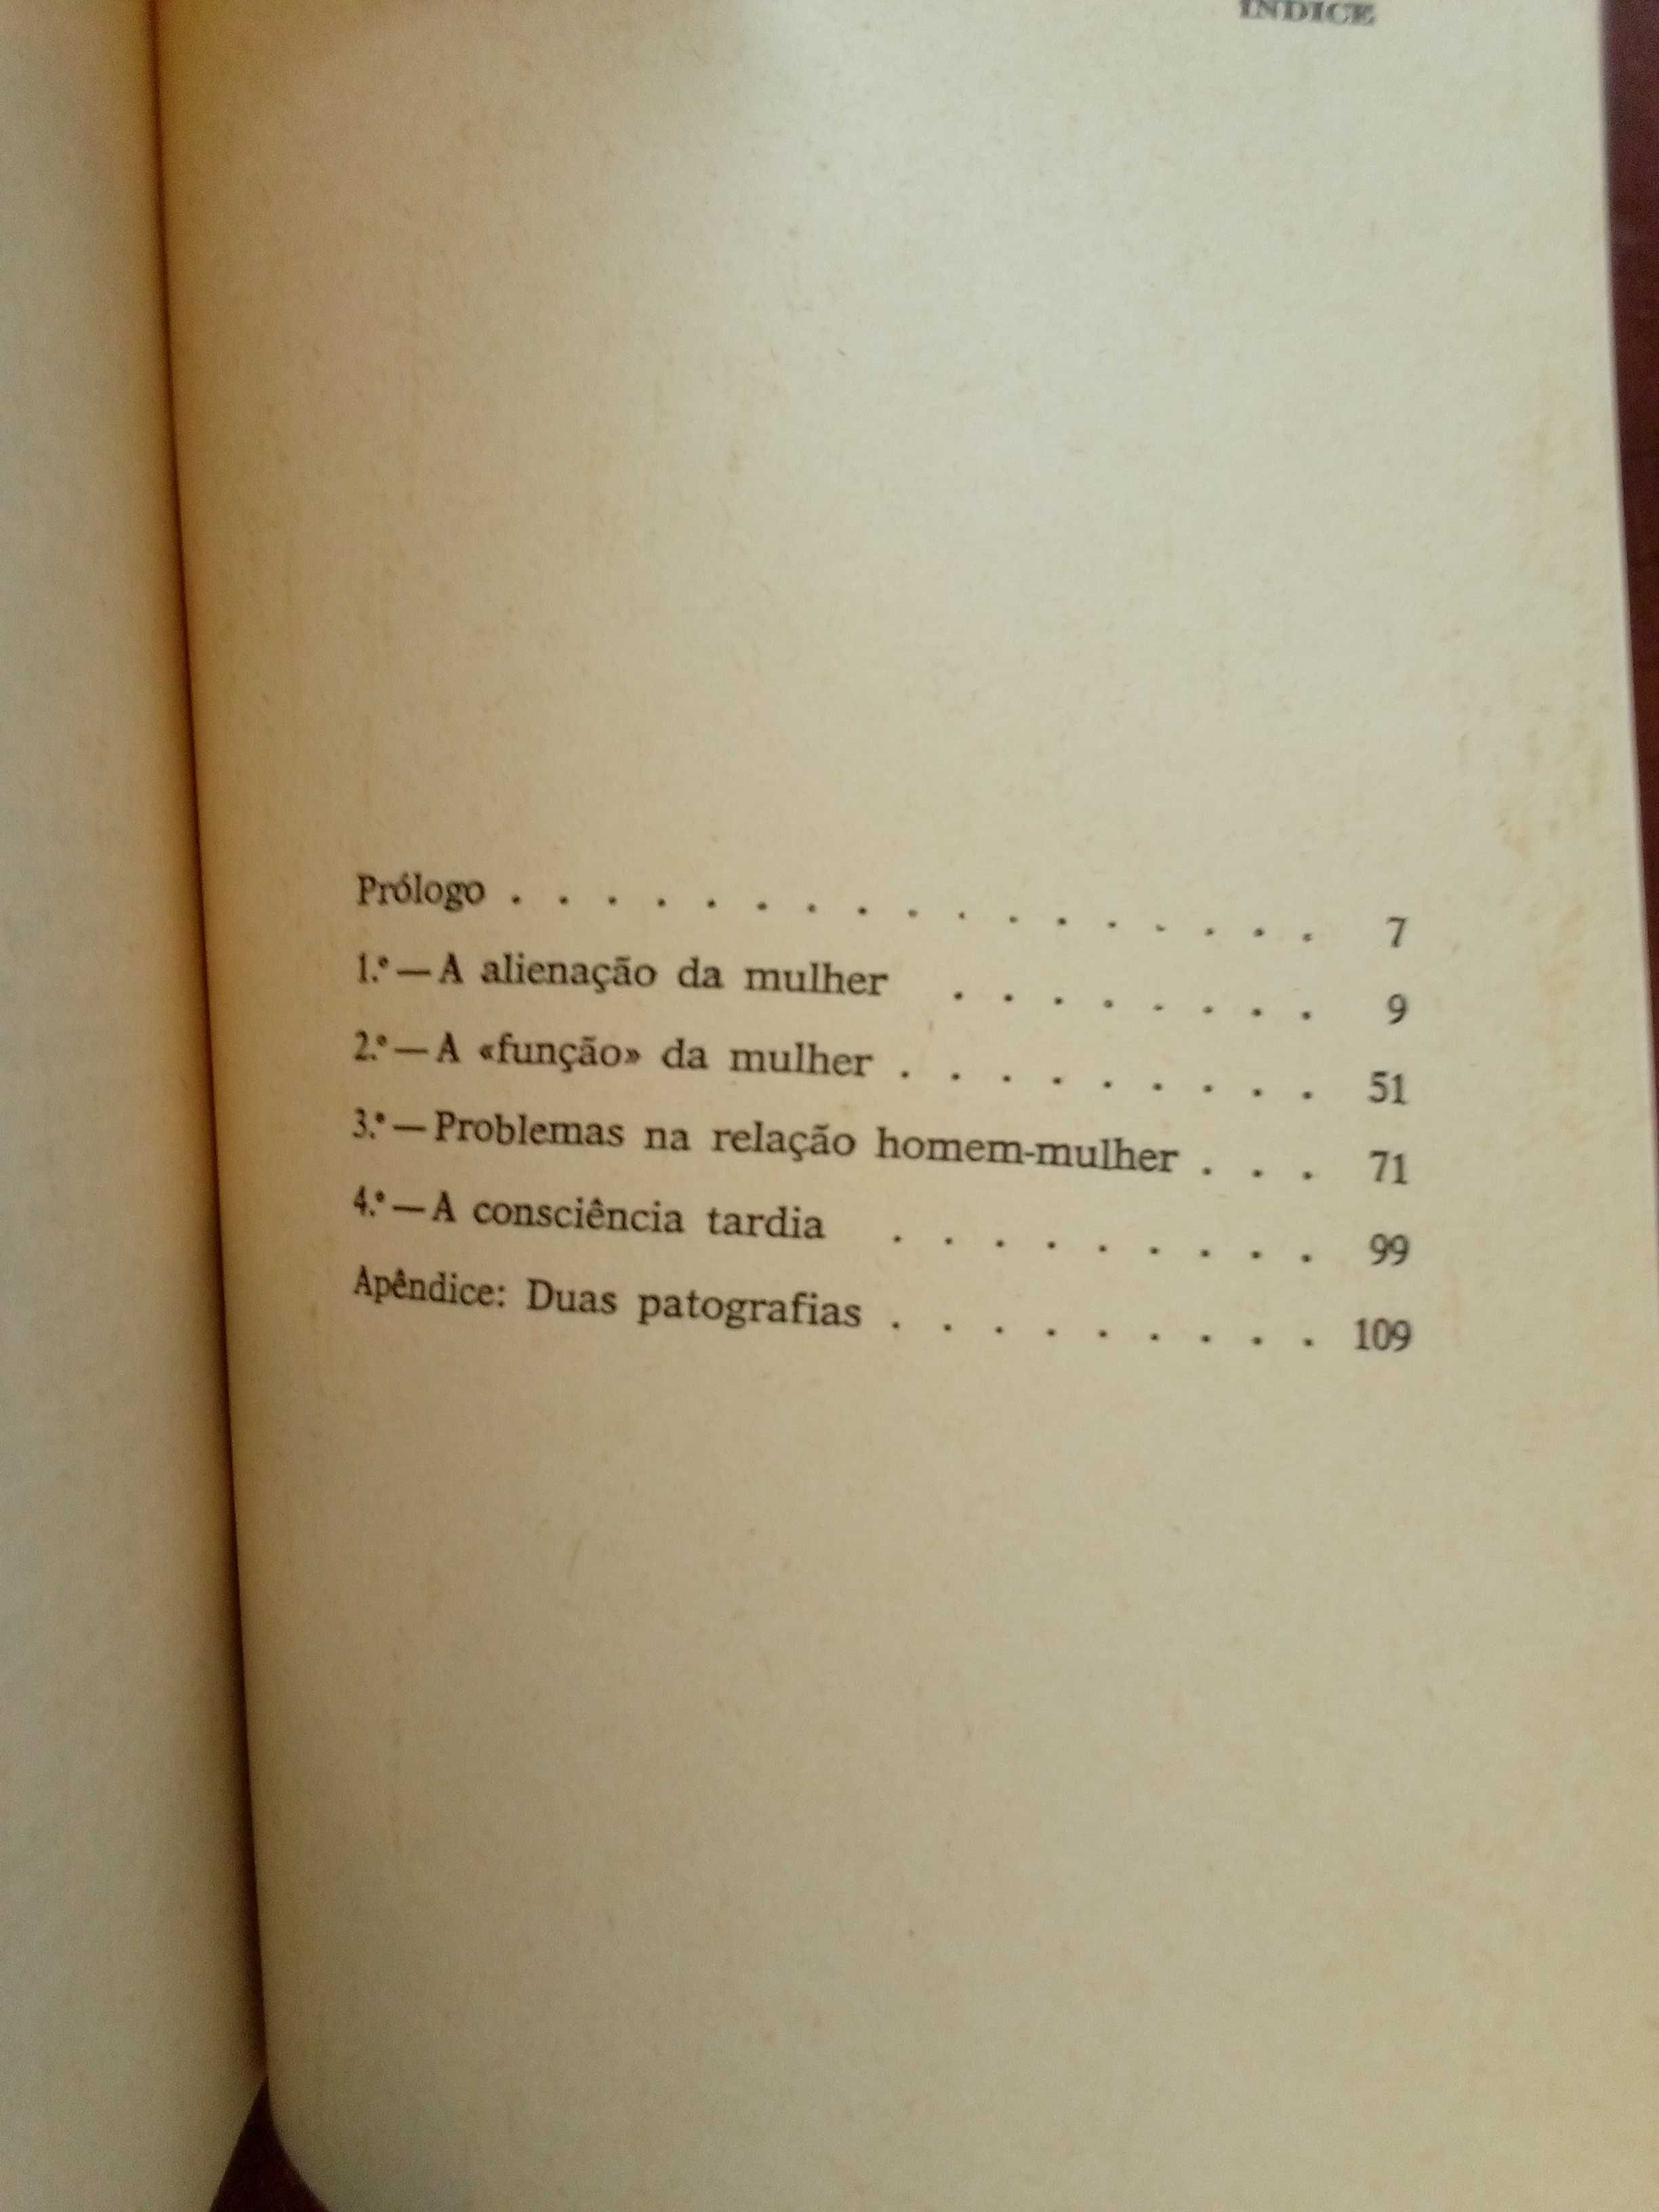 INDICE
Prólogo . . . . . . . . . . . . . . . . . 7
1.º — A alienação da mulher . . . . . . . . 9
2.º — A «função» da mulher . . . . . . . . . 51
3.º — Problemas na relação homem-mulher . . . 71
4.º — A consciência tardia . . . . . . . . . 99
Apêndice: Duas patografias . . . . . . . . . 109